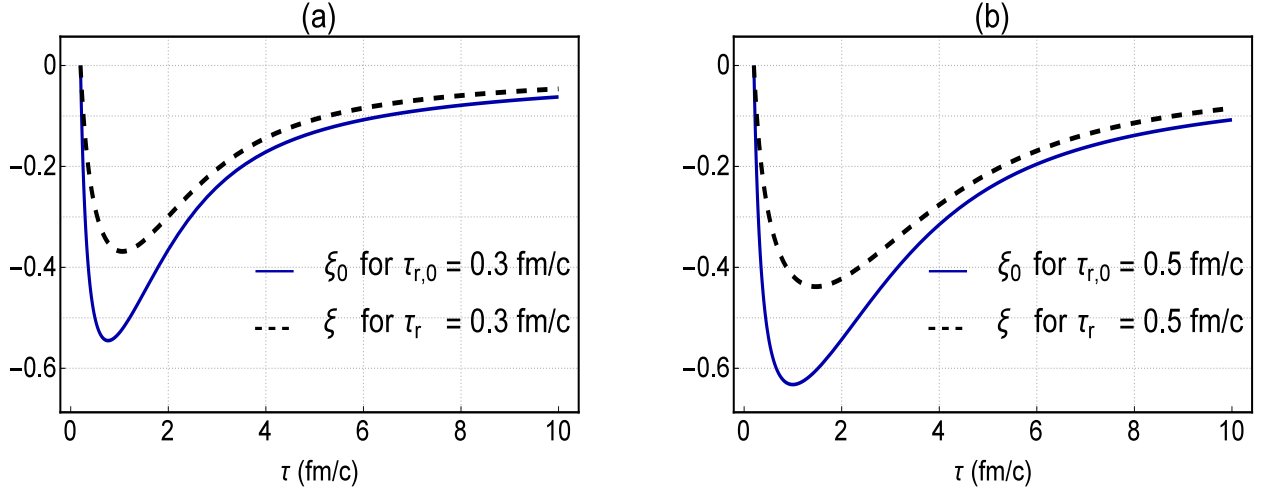 (a)
0
−0.2
−0.4
−0.6
ξ₀ for τᵣ,₀ = 0.3 fm/c
ξ for τᵣ = 0.3 fm/c
0 2 4 6 8 10
τ (fm/c)
(b)
0
−0.2
−0.4
−0.6
ξ₀ for τᵣ,₀ = 0.5 fm/c
ξ for τᵣ = 0.5 fm/c
0 2 4 6 8 10
τ (fm/c)